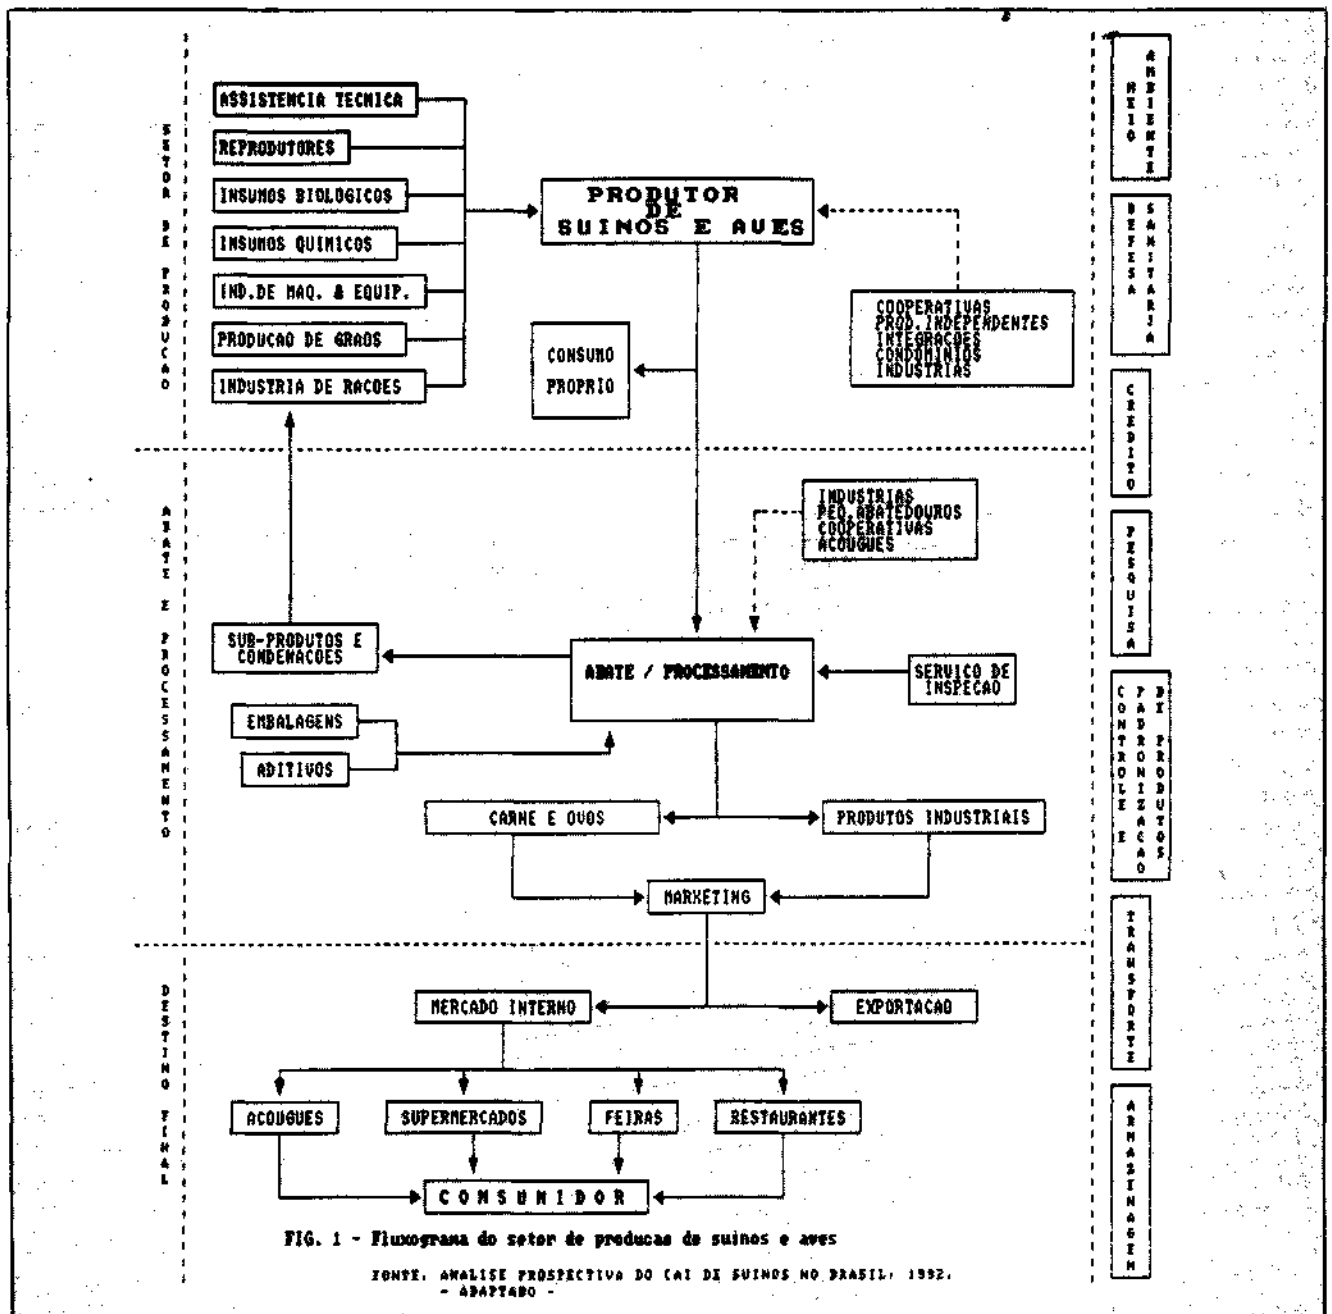 SETOR DE PRODUCAO
ASSISTENCIA TECNICA
REPRODUTORES
INSUMOS BIOLOGICOS
INSUMOS QUIMICOS
IND.DE MAQ. & EQUIP.
PRODUCAO DE GRAOS
INDUSTRIA DE RACOES
PRODUTOR
DE
SUINOS E AVES
CONSUMO
PROPRIO
COOPERATIVAS
PROD.INDEPENDENTES
INTEGRACOES
CONDOMINIOS
INDUSTRIAS
ABATE E PROCESSAMENTO
INDUSTRIAS
PEQ.ABATEDOUROS
COOPERATIVAS
ACOUGUES
SUB-PRODUTOS E
CONDENACOES
ABATE / PROCESSAMENTO
SERVICO DE
INSPECAO
EMBALAGENS
ADITIVOS
CARNE E OVOS
PRODUTOS INDUSTRIAIS
MARKETING
DESTINO FINAL
MERCADO INTERNO
EXPORTACAO
ACOUGUES
SUPERMERCADOS
FEIRAS
RESTAURANTES
CONSUMIDOR
MEIO
AMBIENTE
DEFESA
SANITARIA
CREDITO
PESQUISA
CONTROLE E
PADRONIZACAO
DE PRODUTOS
TRANSPORTE
ARMAZENAGEM
FIG. 1 - Fluxograma do setor de producao de suinos e aves
FONTE. ANALISE PROSPECTIVA DO CAI DE SUINOS NO BRASIL, 1992.
- ADAPTADO -